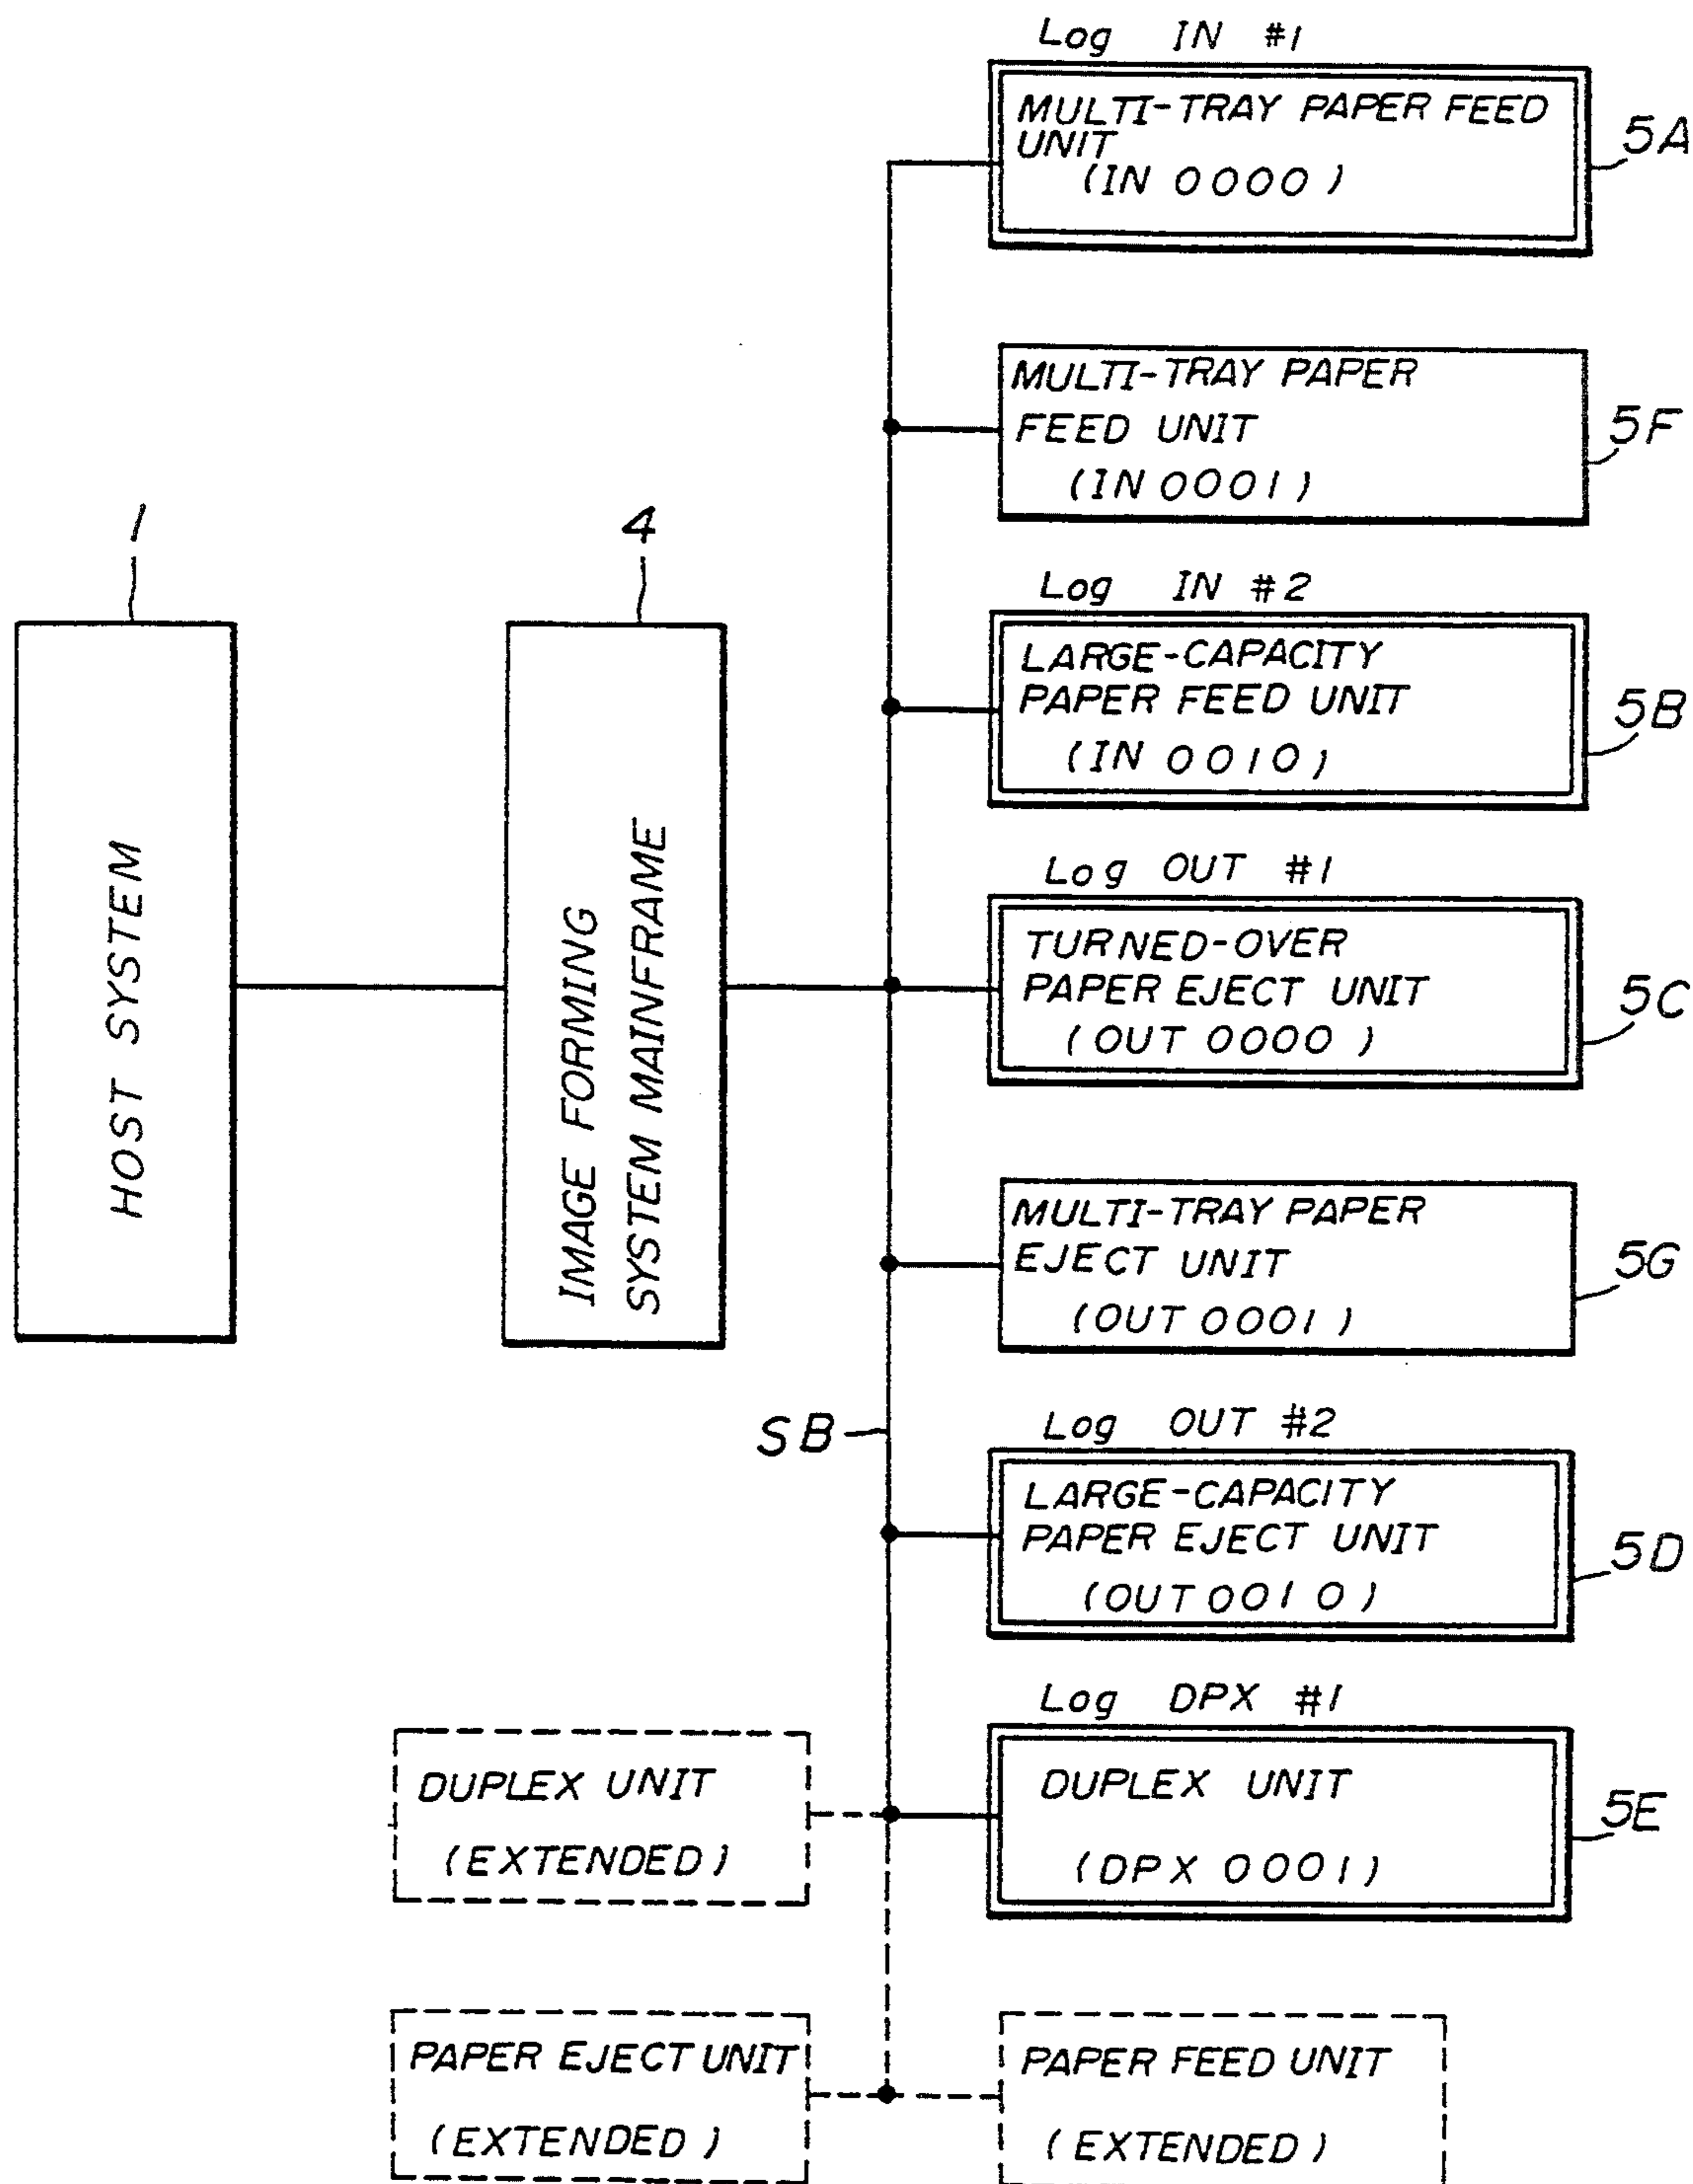 Log IN #1
MULTI-TRAY PAPER FEED
UNIT
(IN 0000)
5A
MULTI-TRAY PAPER
FEED UNIT
(IN 0001)
5F
1
4
Log IN #2
LARGE-CAPACITY
PAPER FEED UNIT
(IN 0010)
5B
HOST SYSTEM
IMAGE FORMING
SYSTEM MAINFRAME
Log OUT #1
TURNED-OVER
PAPER EJECT UNIT
(OUT 0000)
5C
MULTI-TRAY PAPER
EJECT UNIT
(OUT 0001)
5G
SB
Log OUT #2
LARGE-CAPACITY
PAPER EJECT UNIT
(OUT 0010)
5D
Log DPX #1
DUPLEX UNIT
(DPX 0001)
5E
DUPLEX UNIT
(EXTENDED)
PAPER EJECT UNIT
(EXTENDED)
PAPER FEED UNIT
(EXTENDED)